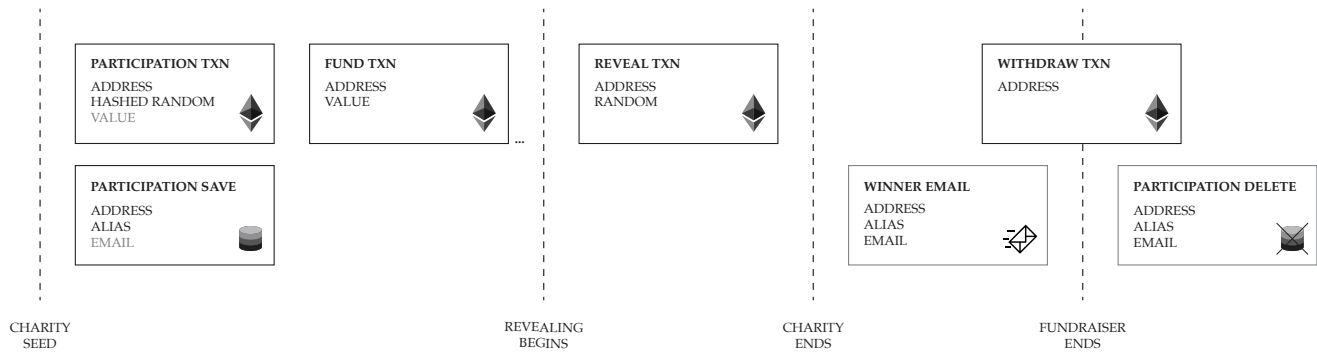 PARTICIPATION TXN
ADDRESS
HASHED RANDOM
VALUE
FUND TXN
ADDRESS
VALUE
...
REVEAL TXN
ADDRESS
RANDOM
WITHDRAW TXN
ADDRESS
PARTICIPATION SAVE
ADDRESS
ALIAS
EMAIL
WINNER EMAIL
ADDRESS
ALIAS
EMAIL
PARTICIPATION DELETE
ADDRESS
ALIAS
EMAIL
CHARITY
SEED
REVEALING
BEGINS
CHARITY
ENDS
FUNDRAISER
ENDS